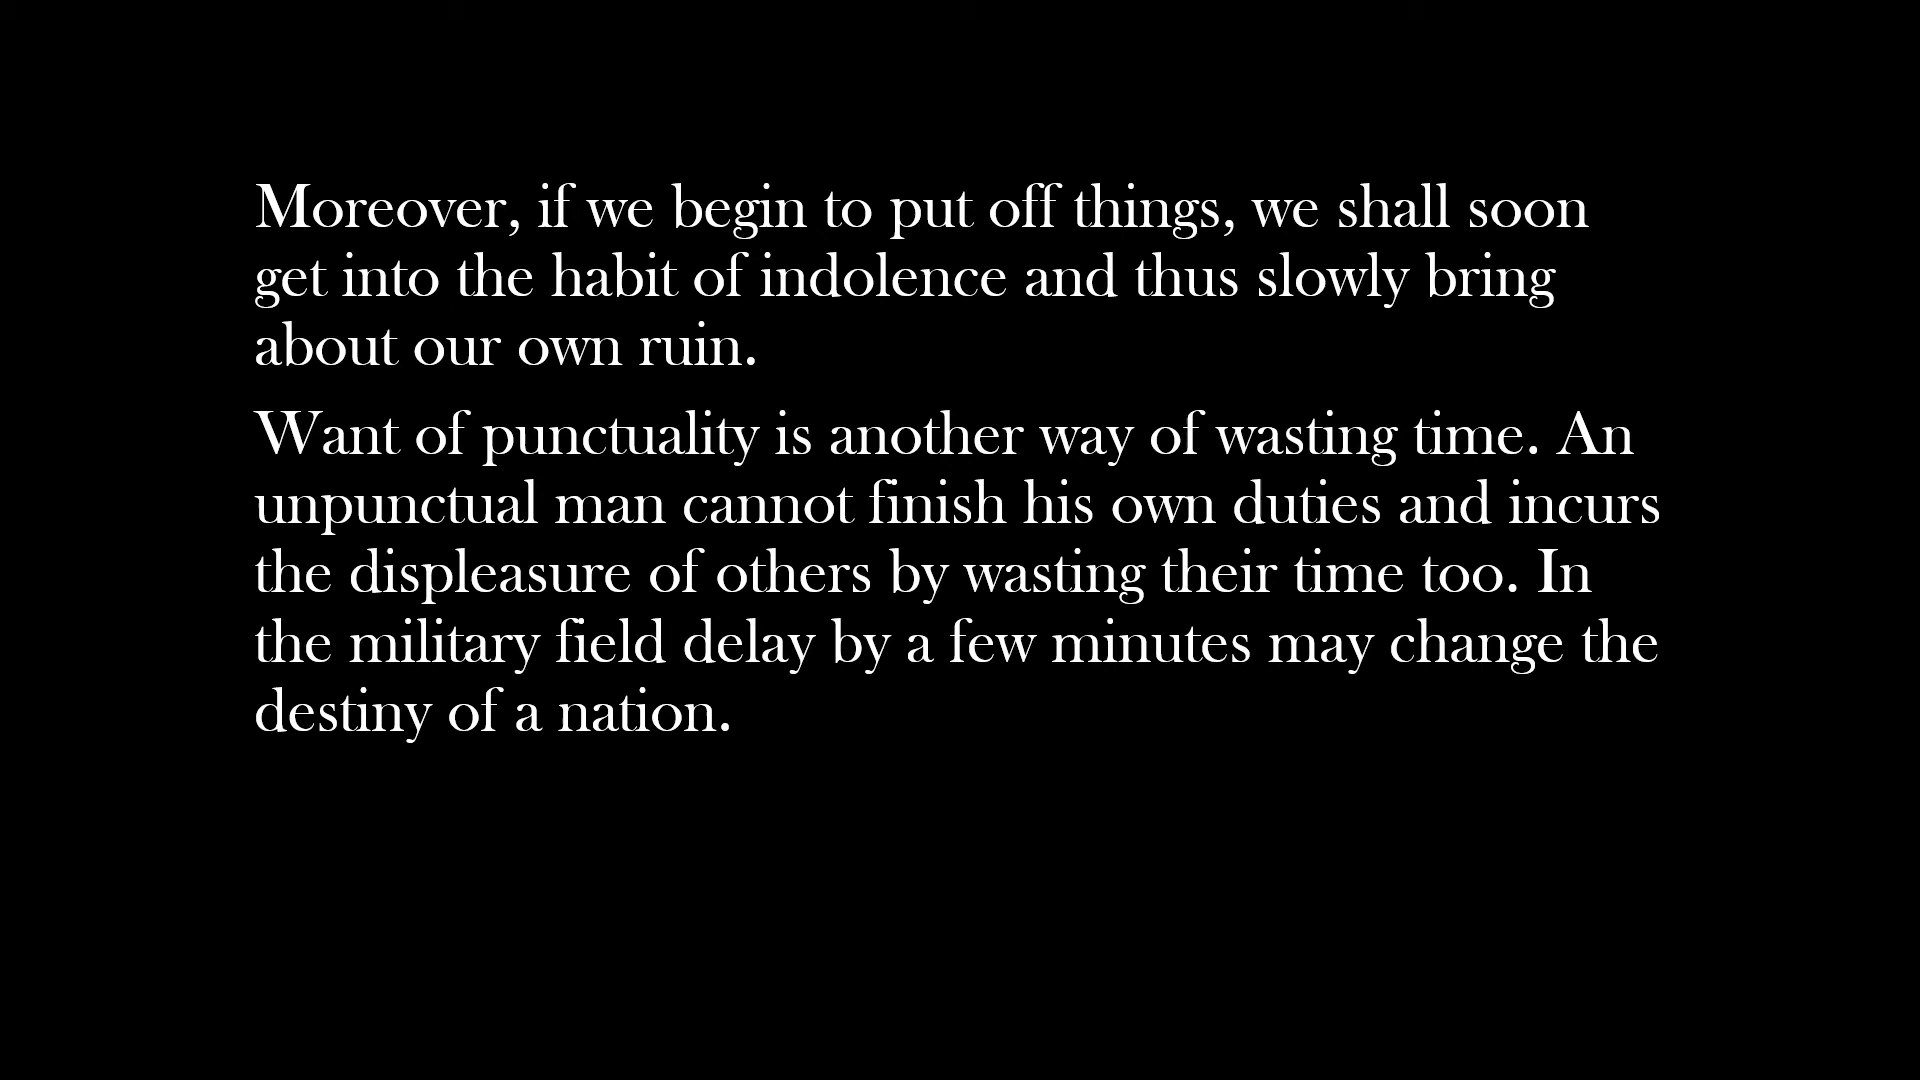 Moreover, if we begin to put off things, we shall soon
get into the habit of indolence and thus slowly bring
about our own ruin.
Want of punctuality is another way of wasting time. An
unpunctual man cannot finish his own duties and incurs
the displeasure of others by wasting their time too. In
the military field delay by a few minutes may change the
destiny of a nation.